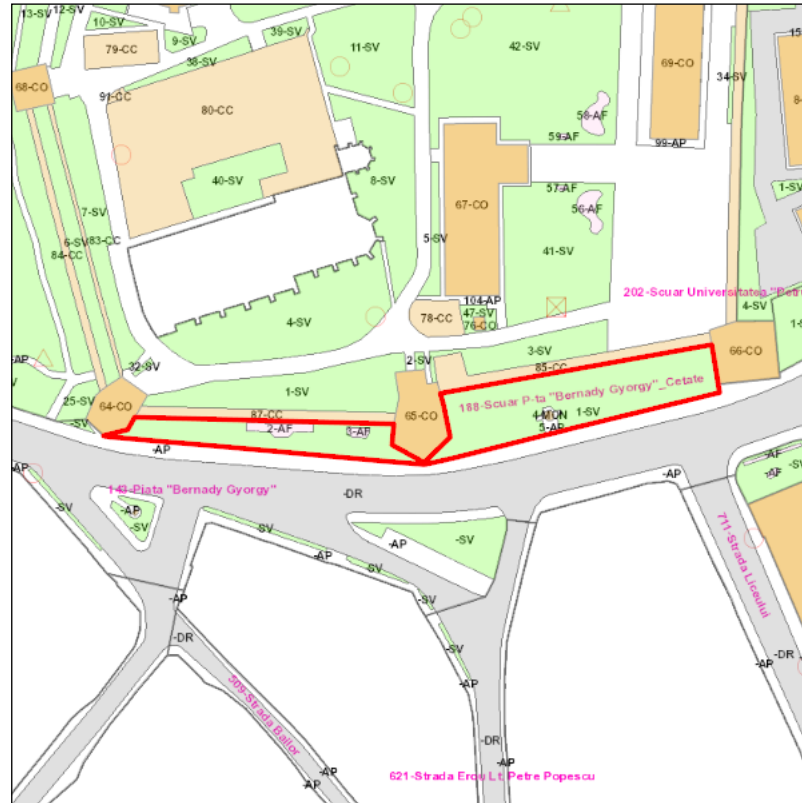 13-SV
12-SV
10-SV
9-SV
39-SV
38-SV
79-CC
11-SV
42-SV
69-CO
34-SV
68-CO
91-CC
80-CC
58-AF
59-AF
99-AP
40-SV
8-SV
67-CO
57-AF
56-AF
1-SV
7-SV
6-SV
83-CC
84-CC
5-SV
41-SV
202-Scuar Universitatea "Petru
104-AP
47-SV
76-CO
78-CC
4-SV
4-SV
-AP
32-SV
2-SV
3-SV
85-CC
66-CO
25-SV
64-CO
1-SV
87-CC
65-CO
188-Scuar P-ta "Bernady Gyorgy"_Cetate
1-SV
5-AP
2-AF
3-AF
-AP
-AP
143-Piata "Bernady Gyorgy"
-DR
-AP
-AF
-AF
-SV
-SV
-AP
-SV
-SV
-AP
-AP
-SV
-SV
-SV
711-Strada Liceului
-AP
-AP
-DR
-SV
-AP
-DR
-AP
509-Strada Bailor
-DR
-AP
-AP
-AP
621-Strada Erou Lt. Petre Popescu